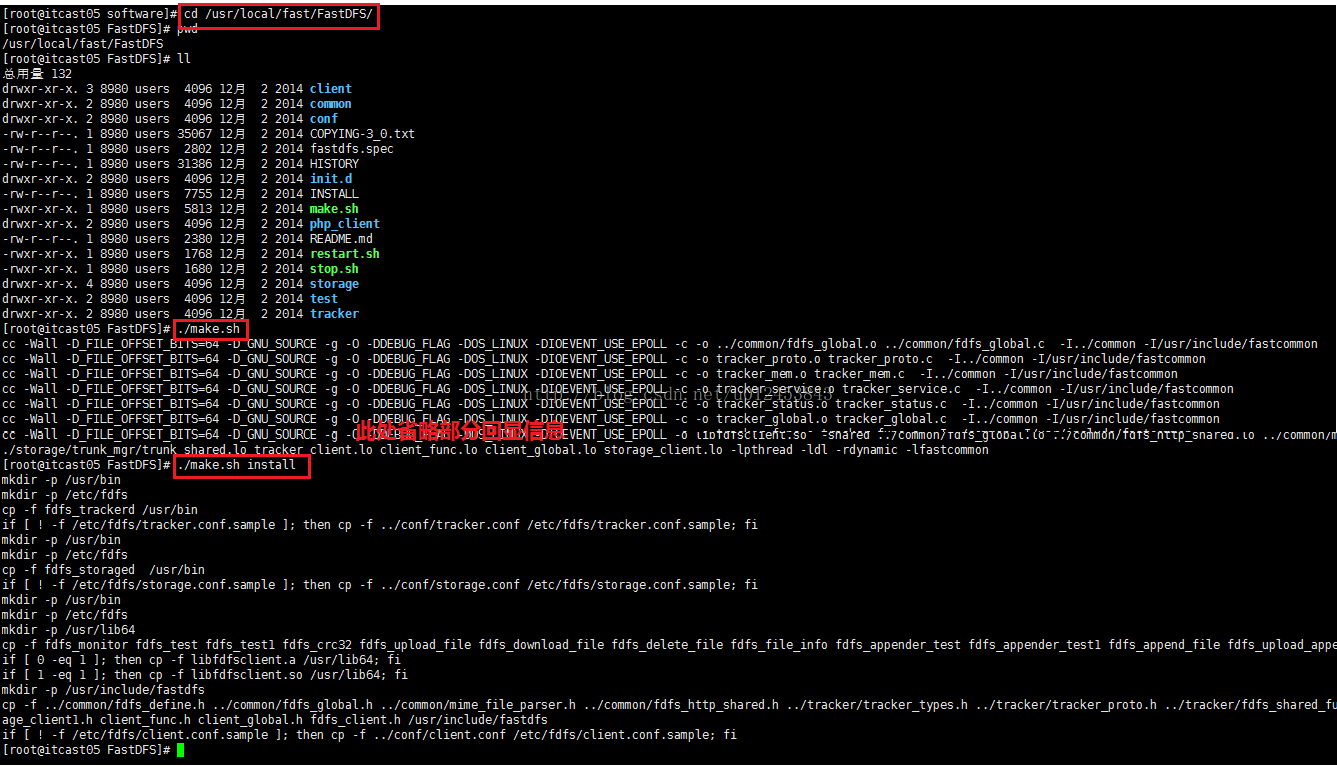 [root@itcast05 software]# cd /usr/local/fast/FastDFS/
[root@itcast05 FastDFS]# pwd
/usr/local/fast/FastDFS
[root@itcast05 FastDFS]# ll
总用量 132
drwxr-xr-x. 3 8980 users  4096 12月  2 2014 client
drwxr-xr-x. 2 8980 users  4096 12月  2 2014 common
drwxr-xr-x. 2 8980 users  4096 12月  2 2014 conf
-rw-r--r--. 1 8980 users 35067 12月  2 2014 COPYING-3_0.txt
-rw-r--r--. 1 8980 users  2802 12月  2 2014 fastdfs.spec
-rw-r--r--. 1 8980 users 31386 12月  2 2014 HISTORY
drwxr-xr-x. 2 8980 users  4096 12月  2 2014 init.d
-rw-r--r--. 1 8980 users  7755 12月  2 2014 INSTALL
-rwxr-xr-x. 1 8980 users  5813 12月  2 2014 make.sh
drwxr-xr-x. 2 8980 users  4096 12月  2 2014 php_client
-rw-r--r--. 1 8980 users  2380 12月  2 2014 README.md
-rwxr-xr-x. 1 8980 users  1768 12月  2 2014 restart.sh
-rwxr-xr-x. 1 8980 users  1680 12月  2 2014 stop.sh
drwxr-xr-x. 4 8980 users  4096 12月  2 2014 storage
drwxr-xr-x. 2 8980 users  4096 12月  2 2014 test
drwxr-xr-x. 2 8980 users  4096 12月  2 2014 tracker
[root@itcast05 FastDFS]# ./make.sh
cc -Wall -D_FILE_OFFSET_BITS=64 -D_GNU_SOURCE -g -O -DDEBUG_FLAG -DOS_LINUX -DIOEVENT_USE_EPOLL -c -o ../common/fdfs_global.o ../common/fdfs_global.c  -I../common -I/usr/include/fastcommon
cc -Wall -D_FILE_OFFSET_BITS=64 -D_GNU_SOURCE -g -O -DDEBUG_FLAG -DOS_LINUX -DIOEVENT_USE_EPOLL -c -o tracker_proto.o tracker_proto.c  -I../common -I/usr/include/fastcommon
cc -Wall -D_FILE_OFFSET_BITS=64 -D_GNU_SOURCE -g -O -DDEBUG_FLAG -DOS_LINUX -DIOEVENT_USE_EPOLL -c -o tracker_mem.o tracker_mem.c  -I../common -I/usr/include/fastcommon
cc -Wall -D_FILE_OFFSET_BITS=64 -D_GNU_SOURCE -g -O -DDEBUG_FLAG -DOS_LINUX -DIOEVENT_USE_EPOLL -c -o tracker_service.o tracker_service.c  -I../common -I/usr/include/fastcommon
cc -Wall -D_FILE_OFFSET_BITS=64 -D_GNU_SOURCE -g -O -DDEBUG_FLAG -DOS_LINUX -DIOEVENT_USE_EPOLL -c -o tracker_status.o tracker_status.c  -I../common -I/usr/include/fastcommon
cc -Wall -D_FILE_OFFSET_BITS=64 -D_GNU_SOURCE -g -O -DDEBUG_FLAG -DOS_LINUX -DIOEVENT_USE_EPOLL -c -o tracker_global.o tracker_global.c  -I../common -I/usr/include/fastcommon
此处省略部分回显信息
cc -Wall -D_FILE_OFFSET_BITS=64 -D_GNU_SOURCE -g -O -DDEBUG_FLAG -DOS_LINUX -DIOEVENT_USE_EPOLL -o libfdfsclient.so -shared ../common/fdfs_global.lo ../common/fdfs_http_shared.lo ../common/m
./storage/trunk_mgr/trunk_shared.lo tracker_client.lo client_func.lo client_global.lo storage_client.lo -lpthread -ldl -rdynamic -lfastcommon
[root@itcast05 FastDFS]# ./make.sh install
mkdir -p /usr/bin
mkdir -p /etc/fdfs
cp -f fdfs_trackerd /usr/bin
if [ ! -f /etc/fdfs/tracker.conf.sample ]; then cp -f ../conf/tracker.conf /etc/fdfs/tracker.conf.sample; fi
mkdir -p /usr/bin
mkdir -p /etc/fdfs
cp -f fdfs_storaged  /usr/bin
if [ ! -f /etc/fdfs/storage.conf.sample ]; then cp -f ../conf/storage.conf /etc/fdfs/storage.conf.sample; fi
mkdir -p /usr/bin
mkdir -p /etc/fdfs
mkdir -p /usr/lib64
cp -f fdfs_monitor fdfs_test fdfs_test1 fdfs_crc32 fdfs_upload_file fdfs_download_file fdfs_delete_file fdfs_file_info fdfs_appender_test fdfs_appender_test1 fdfs_append_file fdfs_upload_appe
if [ 0 -eq 1 ]; then cp -f libfdfsclient.a /usr/lib64; fi
if [ 1 -eq 1 ]; then cp -f libfdfsclient.so /usr/lib64; fi
mkdir -p /usr/include/fastdfs
cp -f ../common/fdfs_define.h ../common/fdfs_global.h ../common/mime_file_parser.h ../common/fdfs_http_shared.h ../tracker/tracker_types.h ../tracker/tracker_proto.h ../tracker/fdfs_shared_fu
age_client1.h client_func.h client_global.h fdfs_client.h /usr/include/fastdfs
if [ ! -f /etc/fdfs/client.conf.sample ]; then cp -f ../conf/client.conf /etc/fdfs/client.conf.sample; fi
[root@itcast05 FastDFS]#